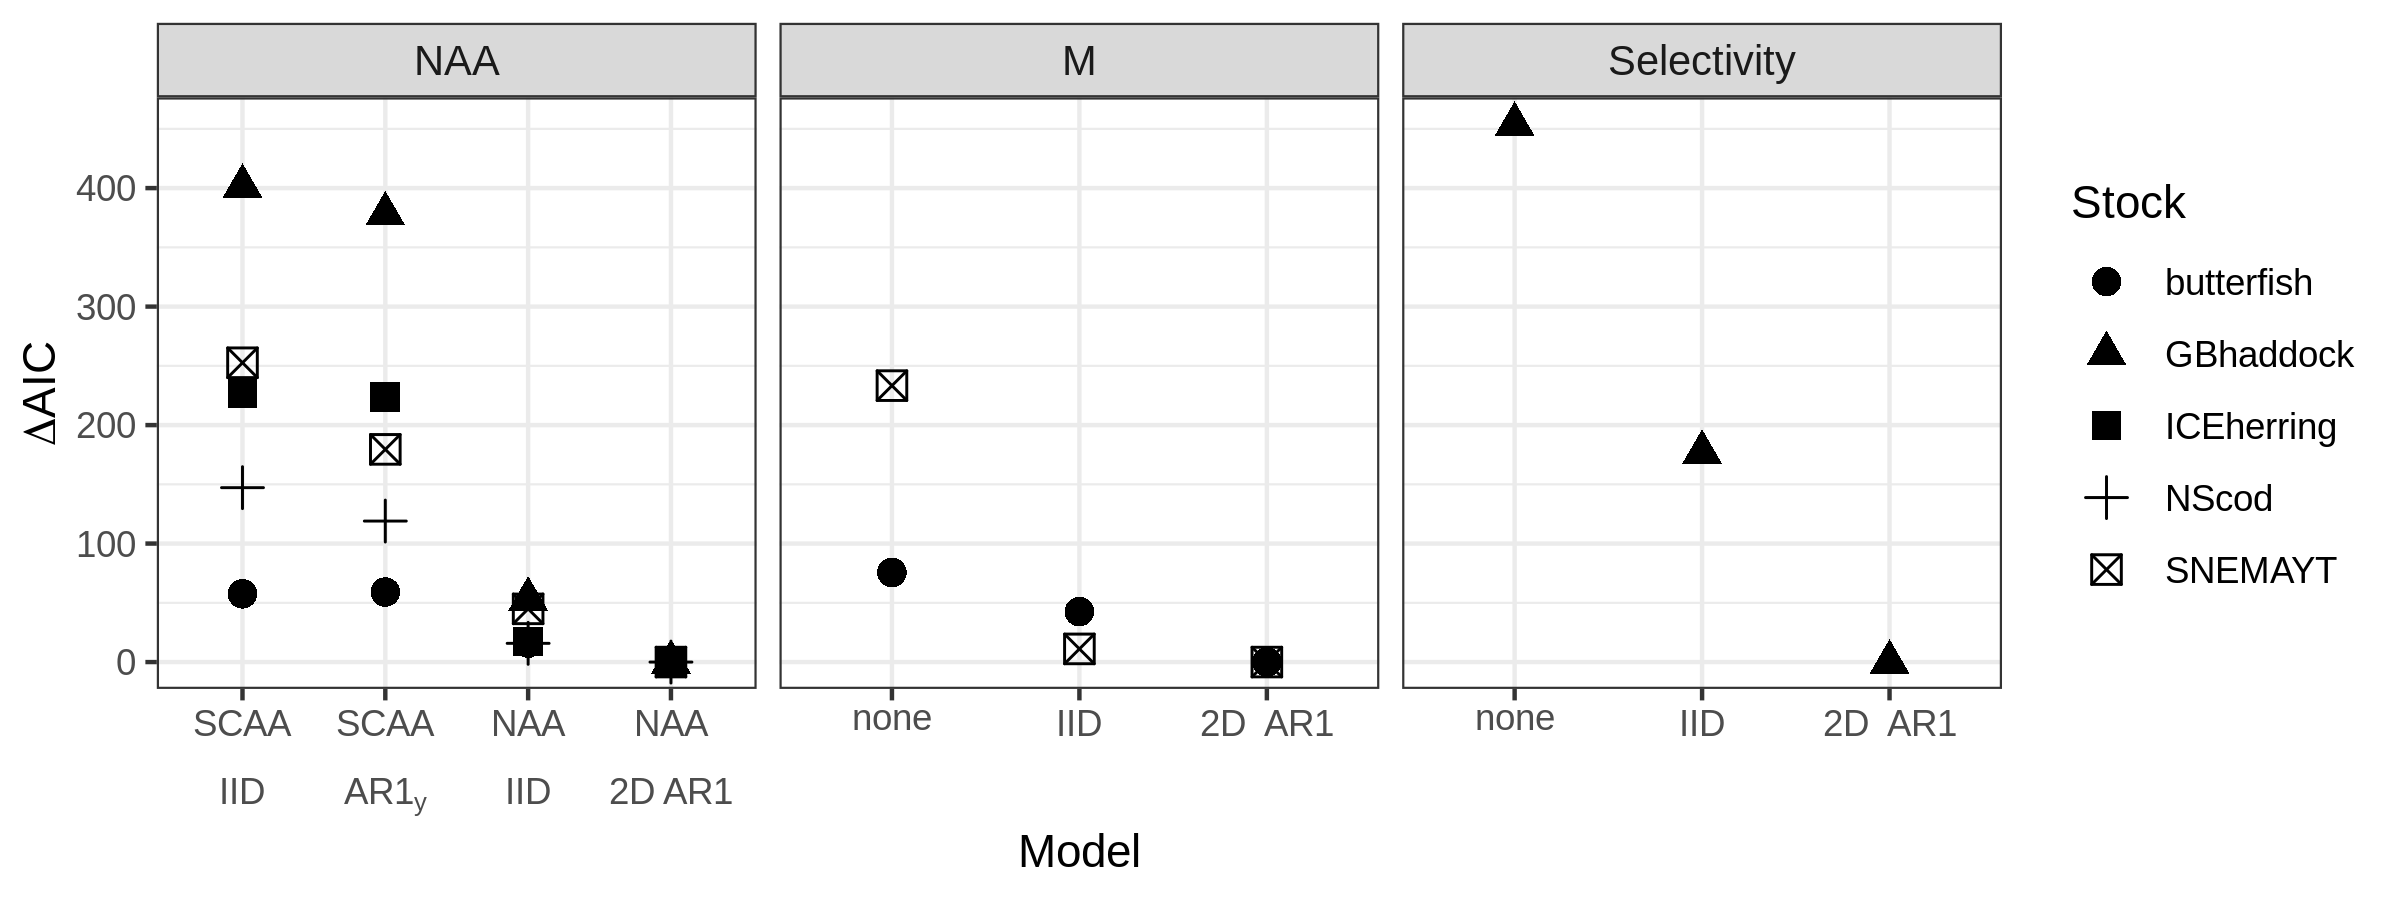 NAA
M
Selectivity
ΔAIC
400
300
200
100
0
SCAA
IID
SCAA
AR1y
NAA
IID
NAA
2D AR1
none
IID
2D AR1
none
IID
2D AR1
Model
Stock
butterfish
GBhaddock
ICEherring
NScod
SNEMAYT